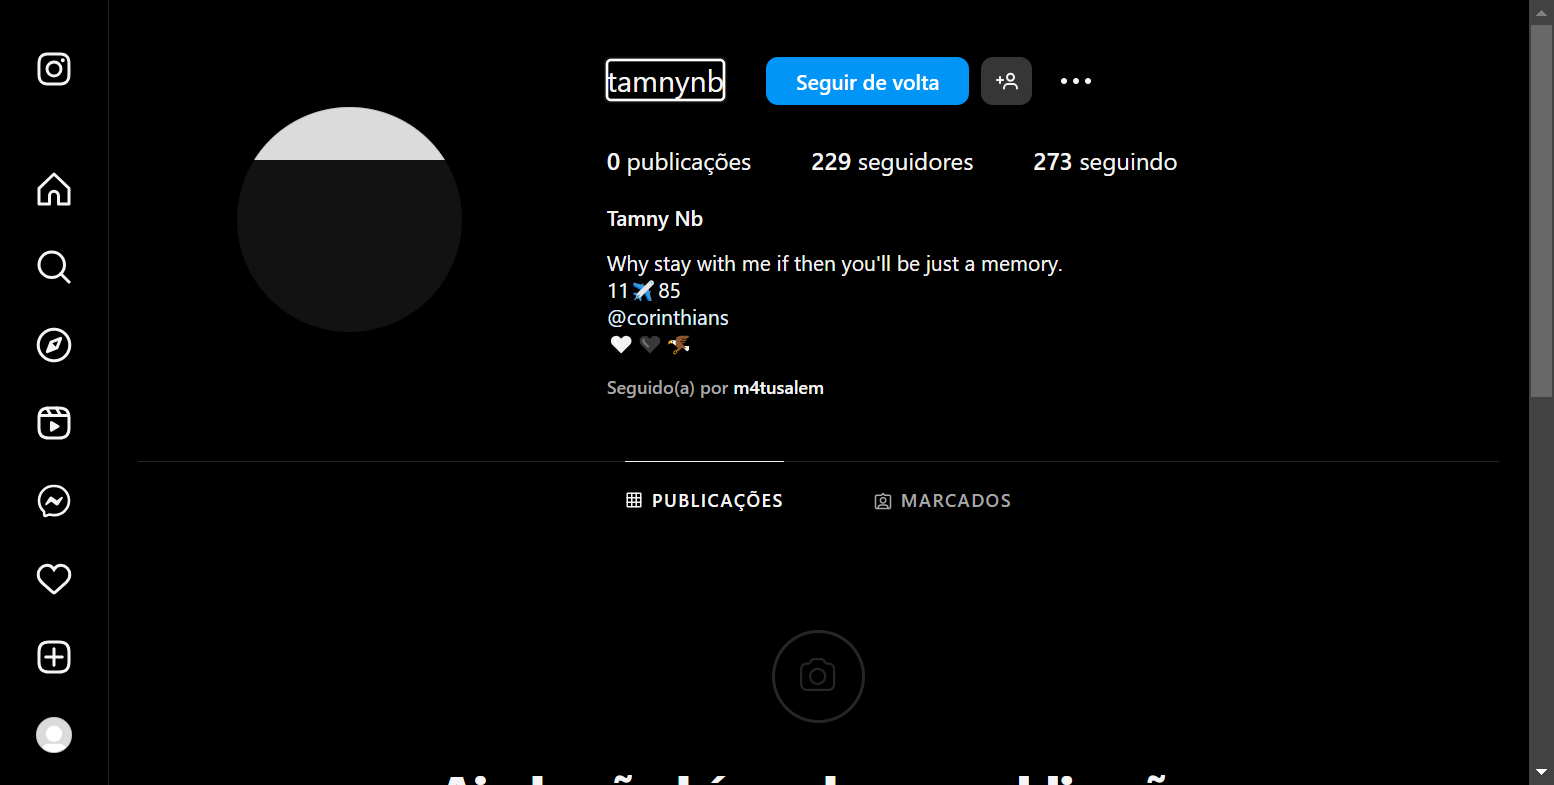 tamnynb Seguir de volta
0 publicações 229 seguidores 273 seguindo
Tamny Nb
Why stay with me if then you'll be just a memory.
11✈️85
@corinthians
🤍🖤🦅
Seguido(a) por m4tusalem
PUBLICAÇÕES MARCADOS